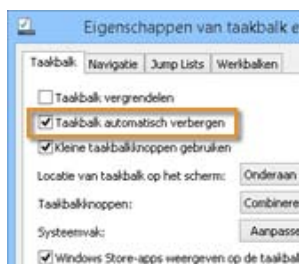 Eigenschappen van taakbalk e
Taakbalk Navigatie Jump Lists Werkbalken
Taakbalk vergrendelen
Taakbalk automatisch verbergen
Kleine taakbalkknoppen gebruiken
Locatie van taakbalk op het scherm: Onderaan
Taakbalkknoppen: Combinere
Systeemvak: Aanpasse
Windows Store-apps weergeven op de taakbal